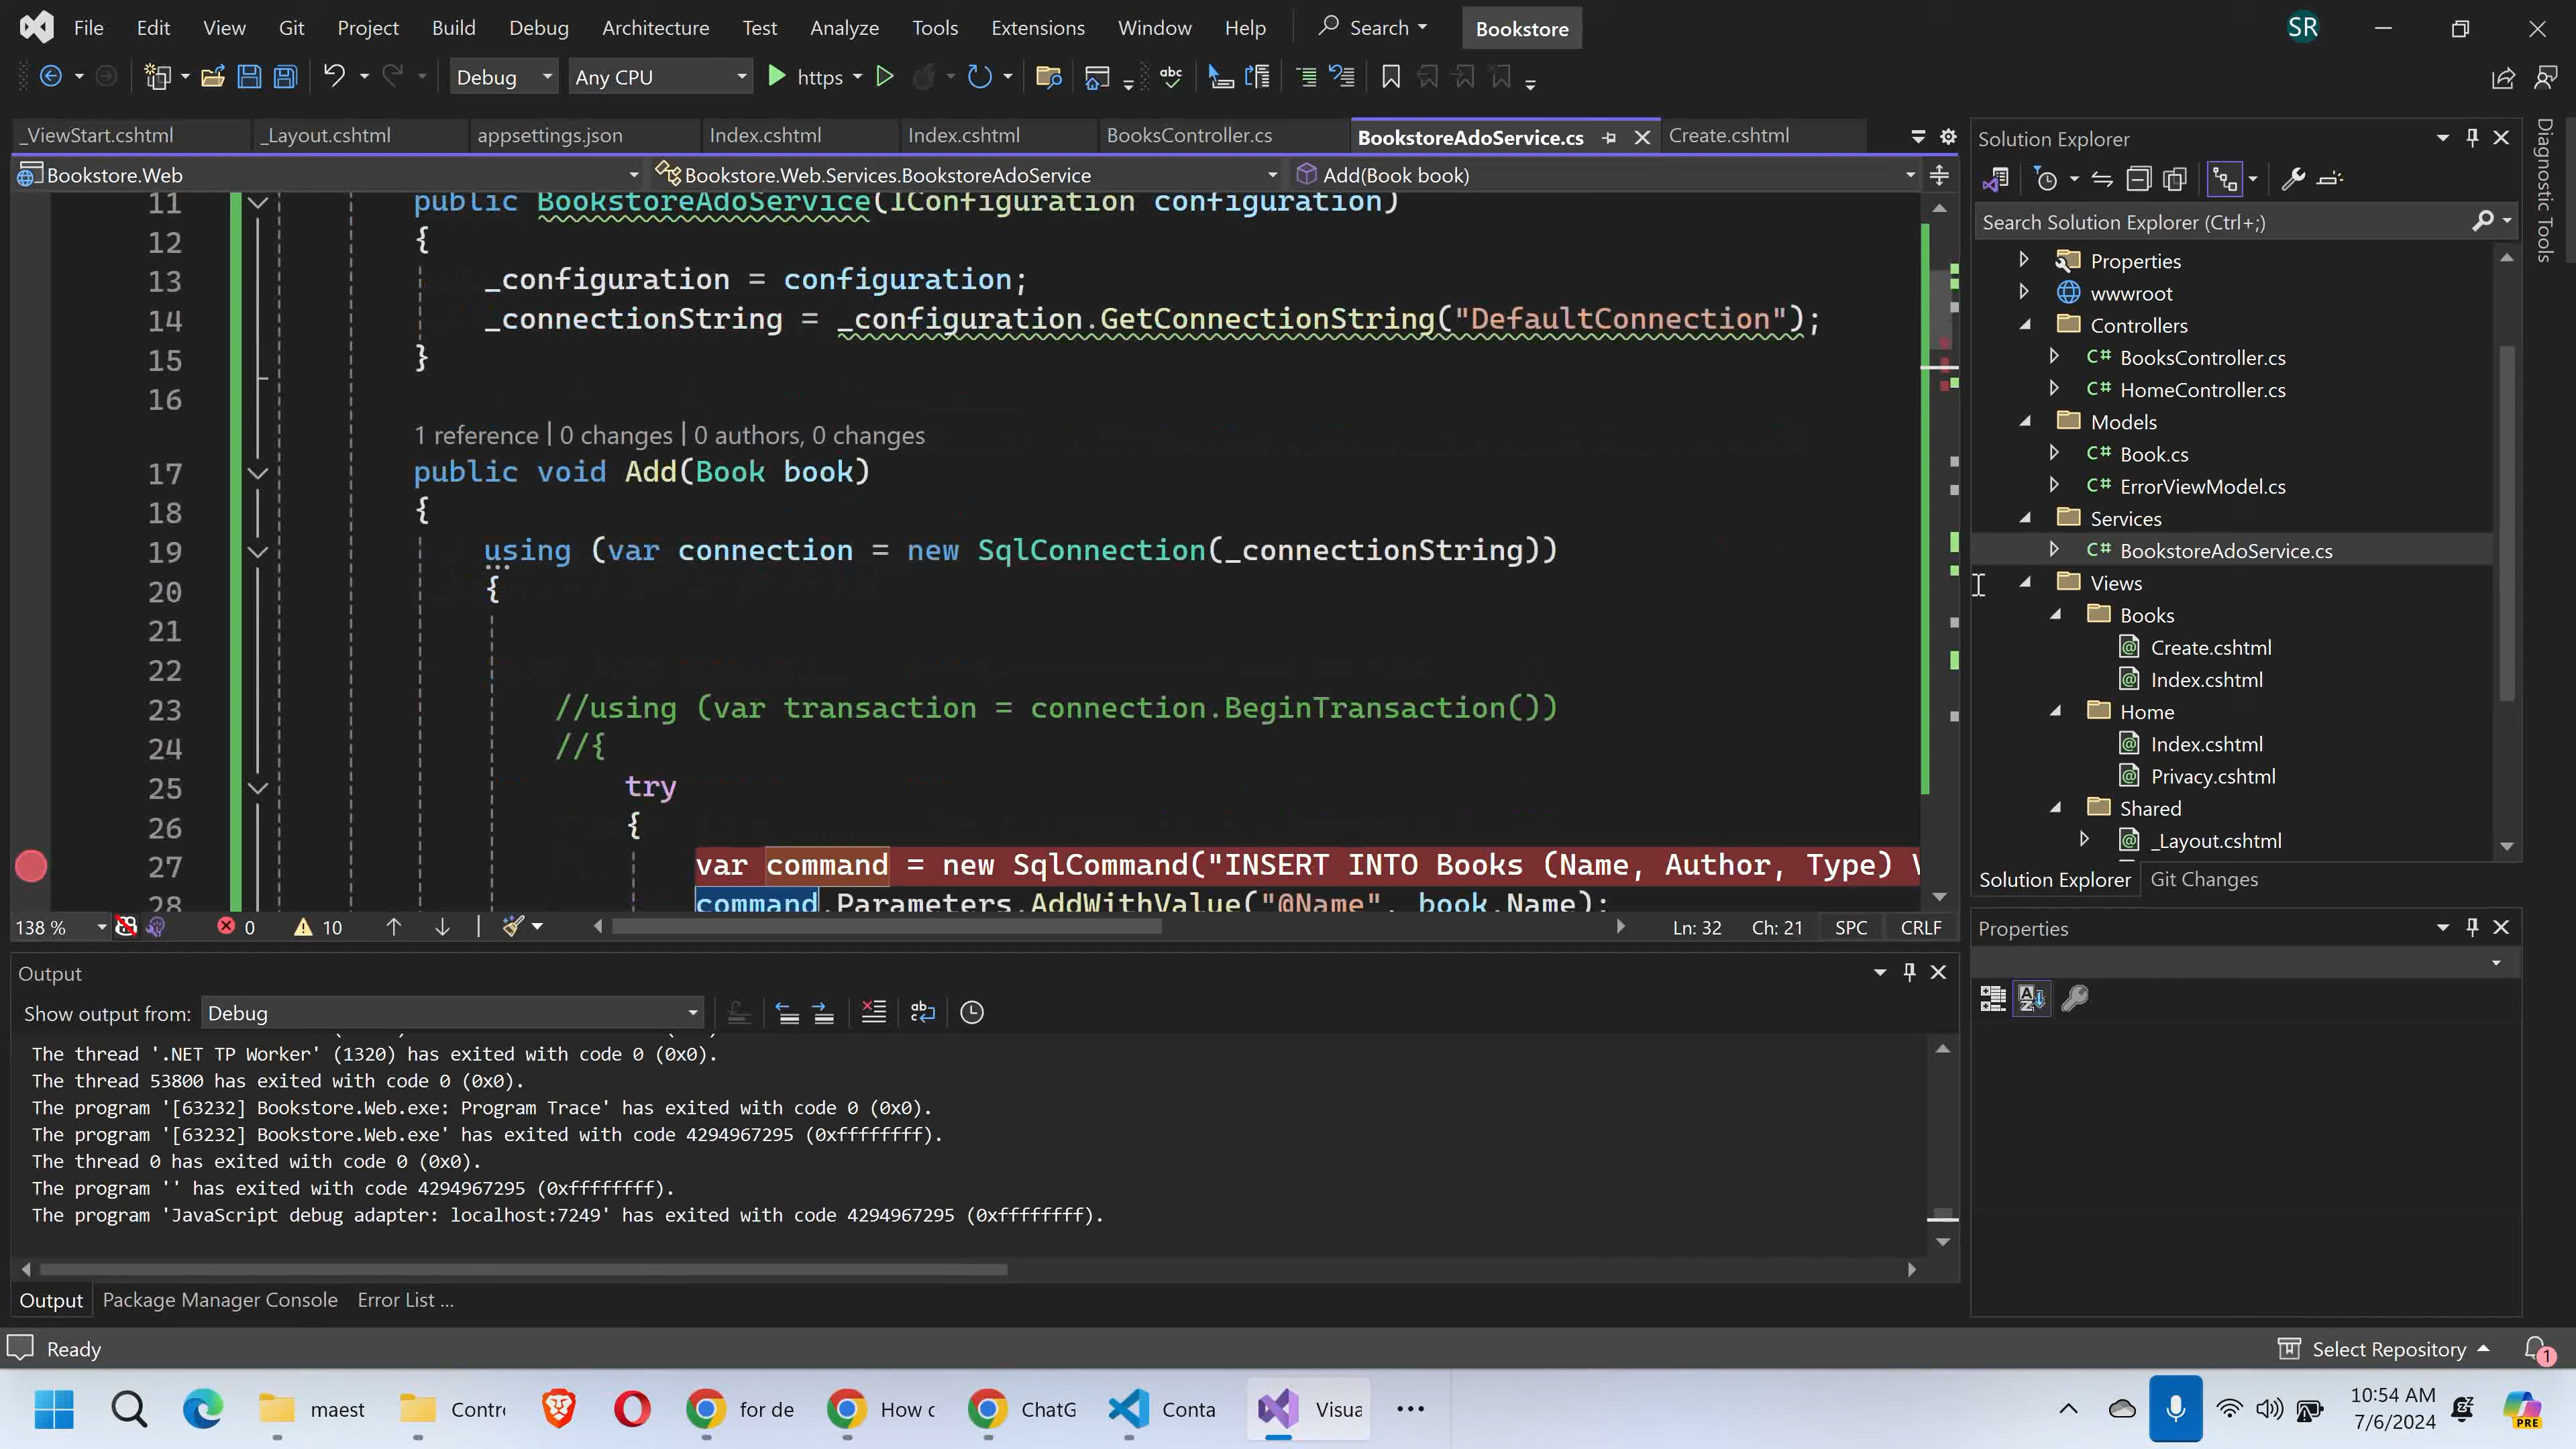 File Edit View Git Project Build Debug Architecture Test Analyze Tools Extensions Window Help Search Bookstore SR
Debug Any CPU https
_ViewStart.cshtml _Layout.cshtml appsettings.json Index.cshtml Index.cshtml BooksController.cs BookstoreAdoService.cs Create.cshtml
Bookstore.Web Bookstore.Web.Services.BookstoreAdoService Add(Book book)
11 public BookstoreAdoService(IConfiguration configuration)
12 {
13 _configuration = configuration;
14 _connectionString = _configuration.GetConnectionString("DefaultConnection");
15 }
16
1 reference | 0 changes | 0 authors, 0 changes
17 public void Add(Book book)
18 {
19 using (var connection = new SqlConnection(_connectionString))
20 {
21
22
23 //using (var transaction = connection.BeginTransaction())
24 //{
25 try
26 {
27 var command = new SqlCommand("INSERT INTO Books (Name, Author, Type) V
28 command.Parameters.AddWithValue("@Name", book.Name);
138 % 0 10 Ln: 32 Ch: 21 SPC CRLF
Output
Show output from: Debug
The thread '.NET TP Worker' (1320) has exited with code 0 (0x0).
The thread 53800 has exited with code 0 (0x0).
The program '[63232] Bookstore.Web.exe: Program Trace' has exited with code 0 (0x0).
The program '[63232] Bookstore.Web.exe' has exited with code 4294967295 (0xffffffff).
The thread 0 has exited with code 0 (0x0).
The program '' has exited with code 4294967295 (0xffffffff).
The program 'JavaScript debug adapter: localhost:7249' has exited with code 4294967295 (0xffffffff).
Output Package Manager Console Error List ...
Solution Explorer
Search Solution Explorer (Ctrl+;)
Properties
wwwroot
Controllers
C# BooksController.cs
C# HomeController.cs
Models
C# Book.cs
C# ErrorViewModel.cs
Services
C# BookstoreAdoService.cs
Views
Books
Create.cshtml
Index.cshtml
Home
Index.cshtml
Privacy.cshtml
Shared
_Layout.cshtml
Solution Explorer Git Changes
Properties
Diagnostic Tools
Ready Select Repository 1
maest Contr for de How c ChatG Conta Visua
10:54 AM
7/6/2024
PRE